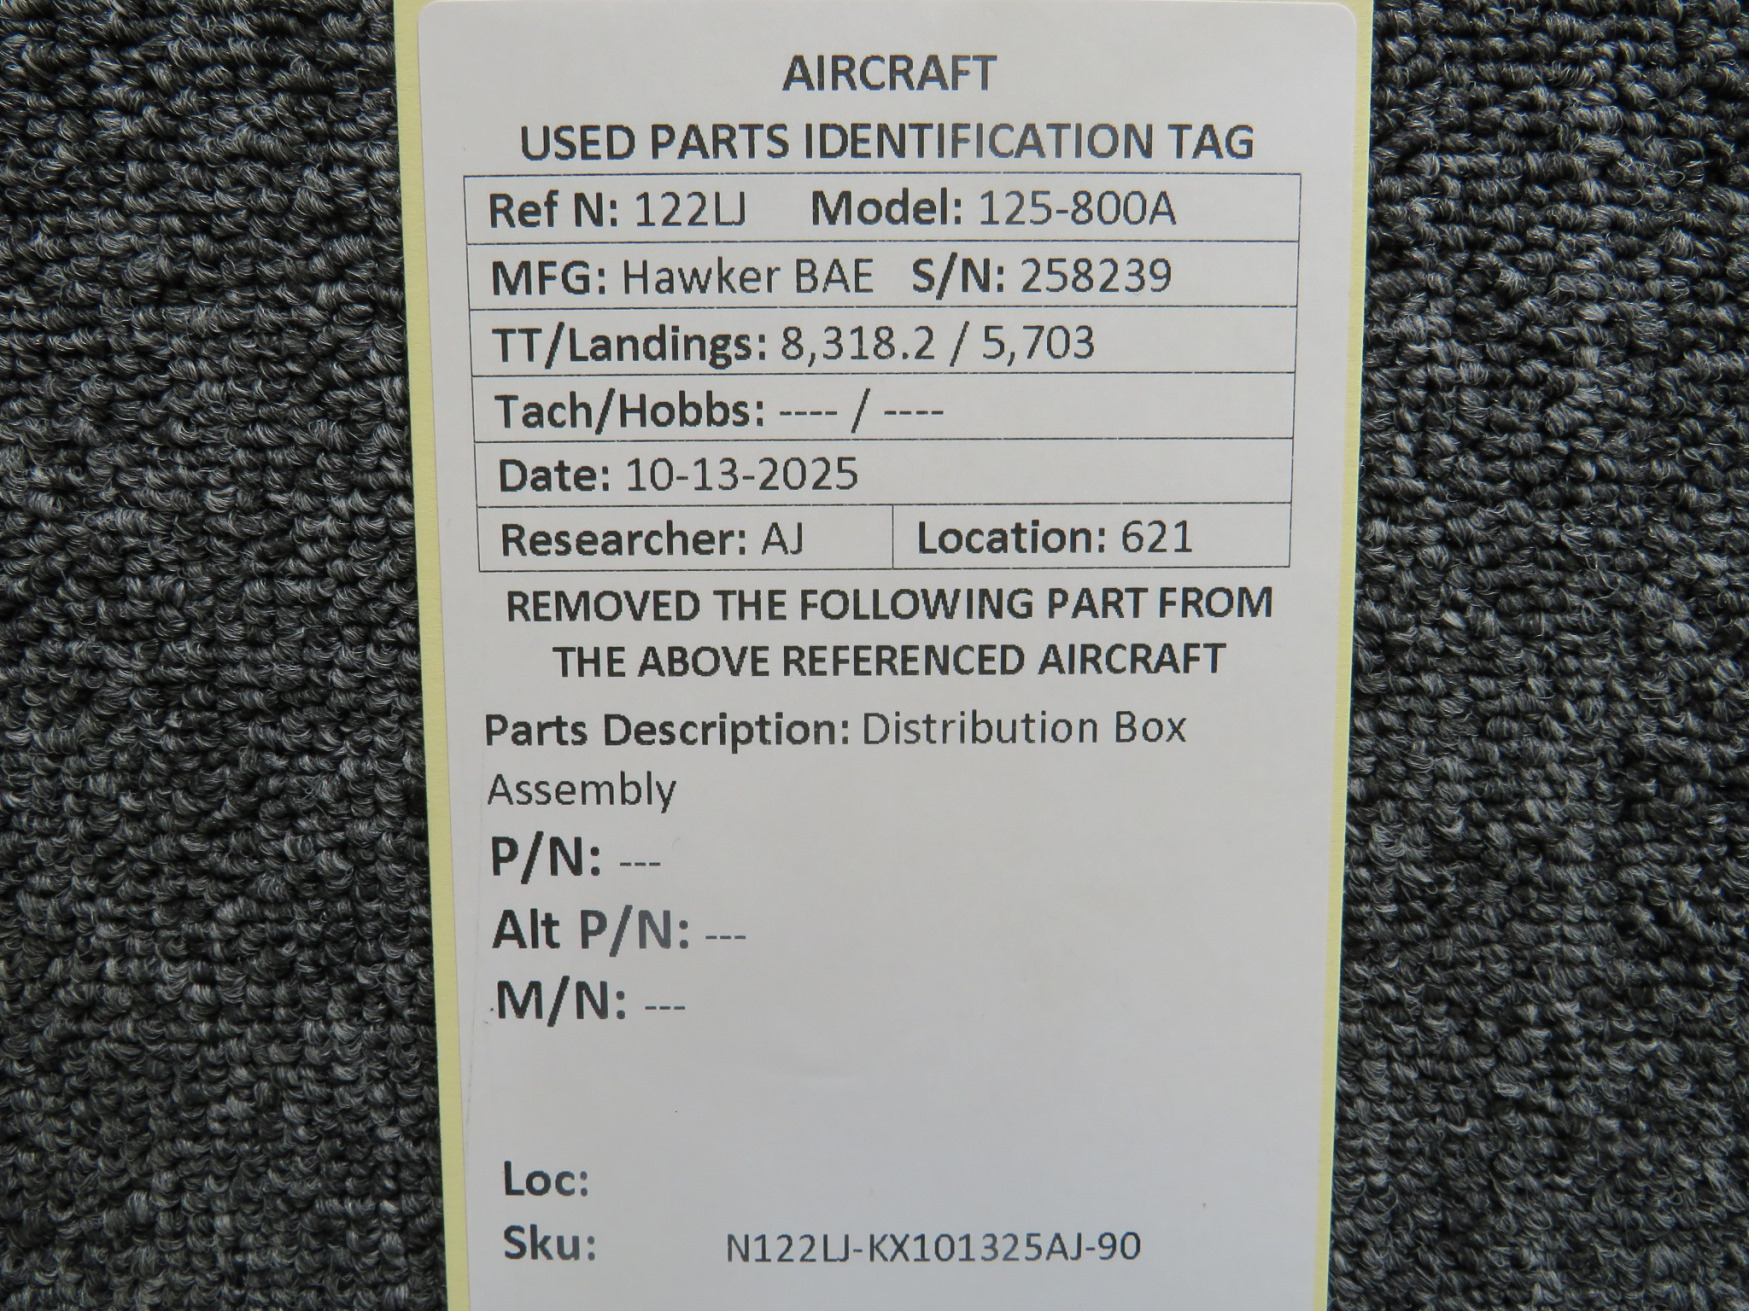 AIRCRAFT
USED PARTS IDENTIFICATION TAG
Ref N: 122LJ Model: 125-800A
MFG: Hawker BAE S/N: 258239
TT/Landings: 8,318.2 / 5,703
Tach/Hobbs: ---- / ----
Date: 10-13-2025
Researcher: AJ Location: 621
REMOVED THE FOLLOWING PART FROM
THE ABOVE REFERENCED AIRCRAFT
Parts Description: Distribution Box
Assembly
P/N: ---
Alt P/N: ---
M/N: ---
Loc:
Sku: N122LJ-KX101325AJ-90